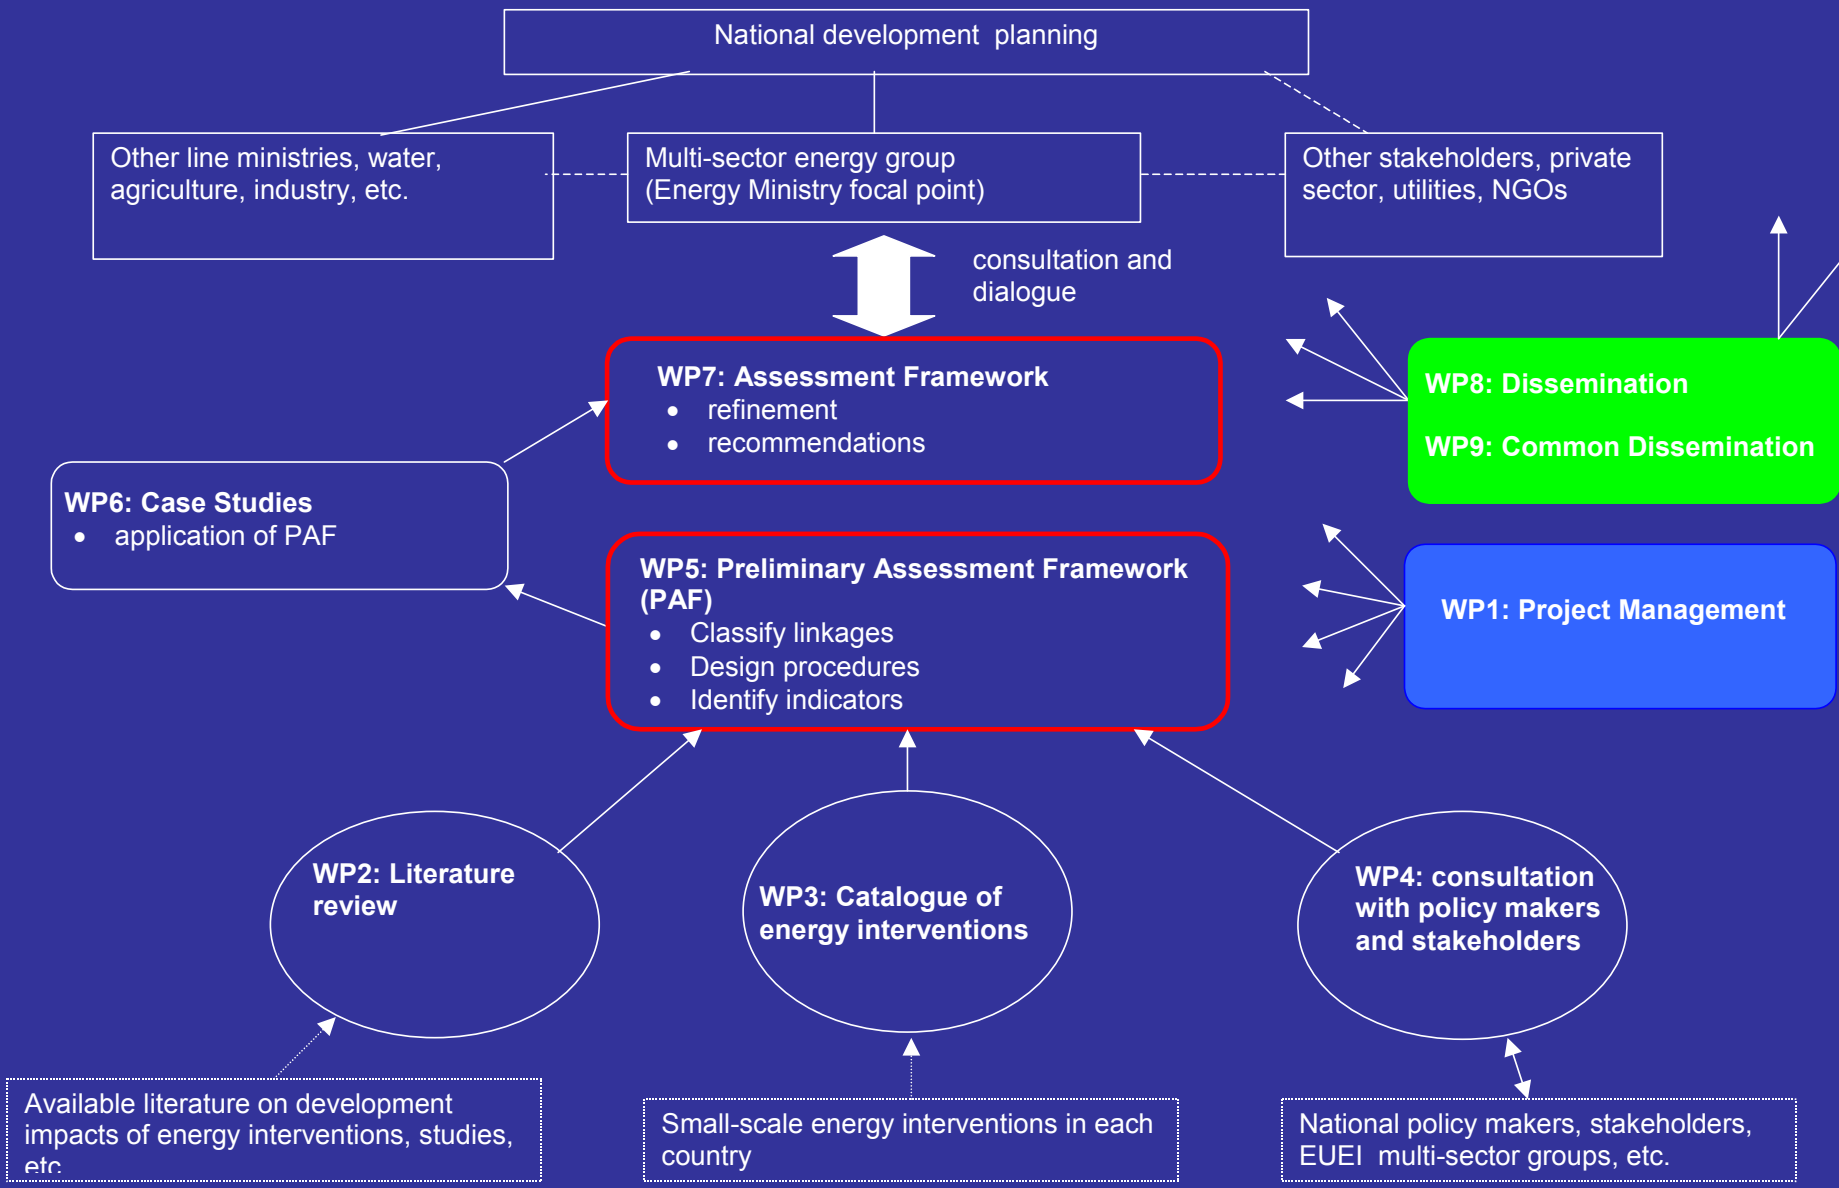 National development planning
Other line ministries, water,
agriculture, industry, etc.
Multi-sector energy group
(Energy Ministry focal point)
Other stakeholders, private
sector, utilities, NGOs
consultation and
dialogue
WP7: Assessment Framework
• refinement
• recommendations
WP8: Dissemination
WP9: Common Dissemination
WP6: Case Studies
• application of PAF
WP5: Preliminary Assessment Framework
(PAF)
• Classify linkages
• Design procedures
• Identify indicators
WP1: Project Management
WP2: Literature
review
WP3: Catalogue of
energy interventions
WP4: consultation
with policy makers
and stakeholders
Available literature on development
impacts of energy interventions, studies,
etc
Small-scale energy interventions in each
country
National policy makers, stakeholders,
EUEI multi-sector groups, etc.